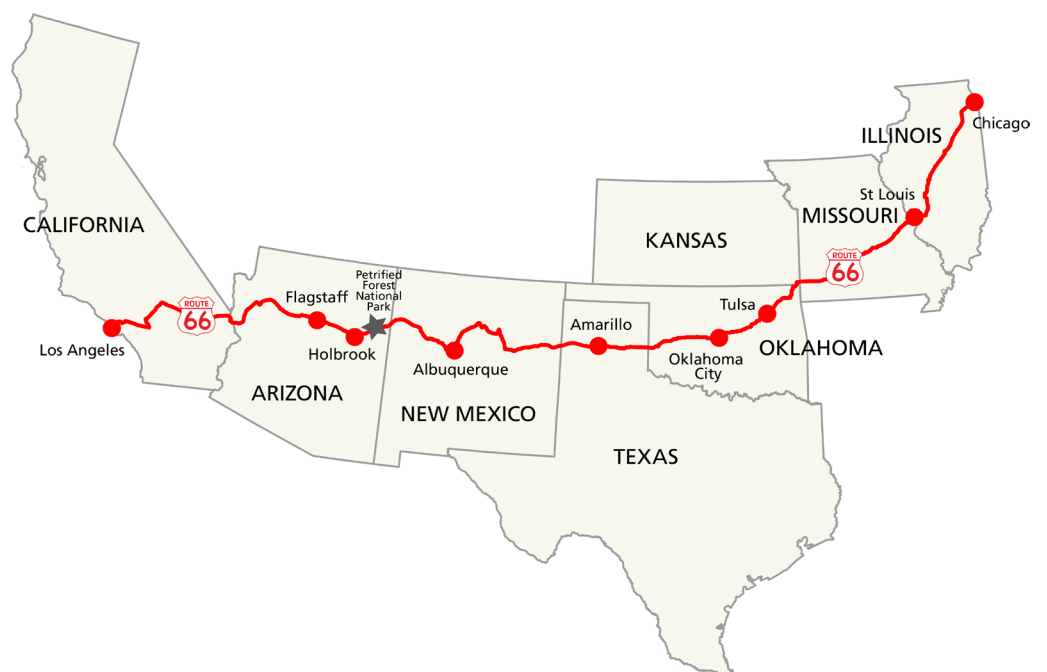 Chicago
ILLINOIS
St Louis
MISSOURI
CALIFORNIA
KANSAS
ROUTE
66
Petrified
Forest
National
Park
Flagstaff
ROUTE
66
Tulsa
Amarillo
Los Angeles
Holbrook
Albuquerque
Oklahoma
City
OKLAHOMA
ARIZONA
NEW MEXICO
TEXAS